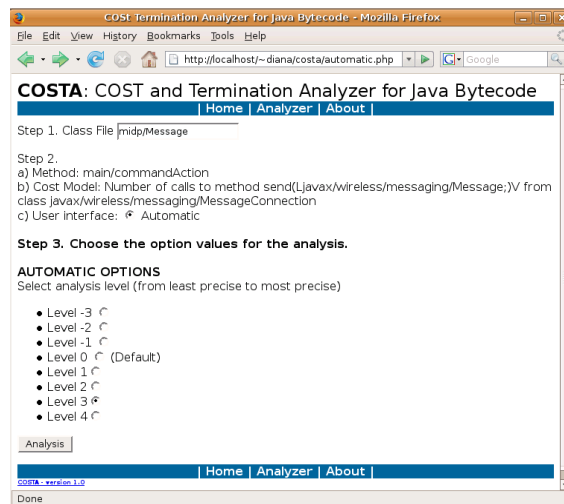 COSt Termination Analyzer for Java Bytecode - Mozilla Firefox
File Edit View History Bookmarks Tools Help
http://localhost/~diana/costa/automatic.php Google
COSTA: COST and Termination Analyzer for Java Bytecode
| Home | Analyzer | About |
Step 1. Class File midp/Message
Step 2.
a) Method: main/commandAction
b) Cost Model: Number of calls to method send(Ljavax/wireless/messaging/Message;)V from
class javax/wireless/messaging/MessageConnection
c) User interface: Automatic
Step 3. Choose the option values for the analysis.
AUTOMATIC OPTIONS
Select analysis level (from least precise to most precise)
Level -3
Level -2
Level -1
Level 0 (Default)
Level 1
Level 2
Level 3
Level 4
Analysis
| Home | Analyzer | About |
COSTA - version 1.0
Done